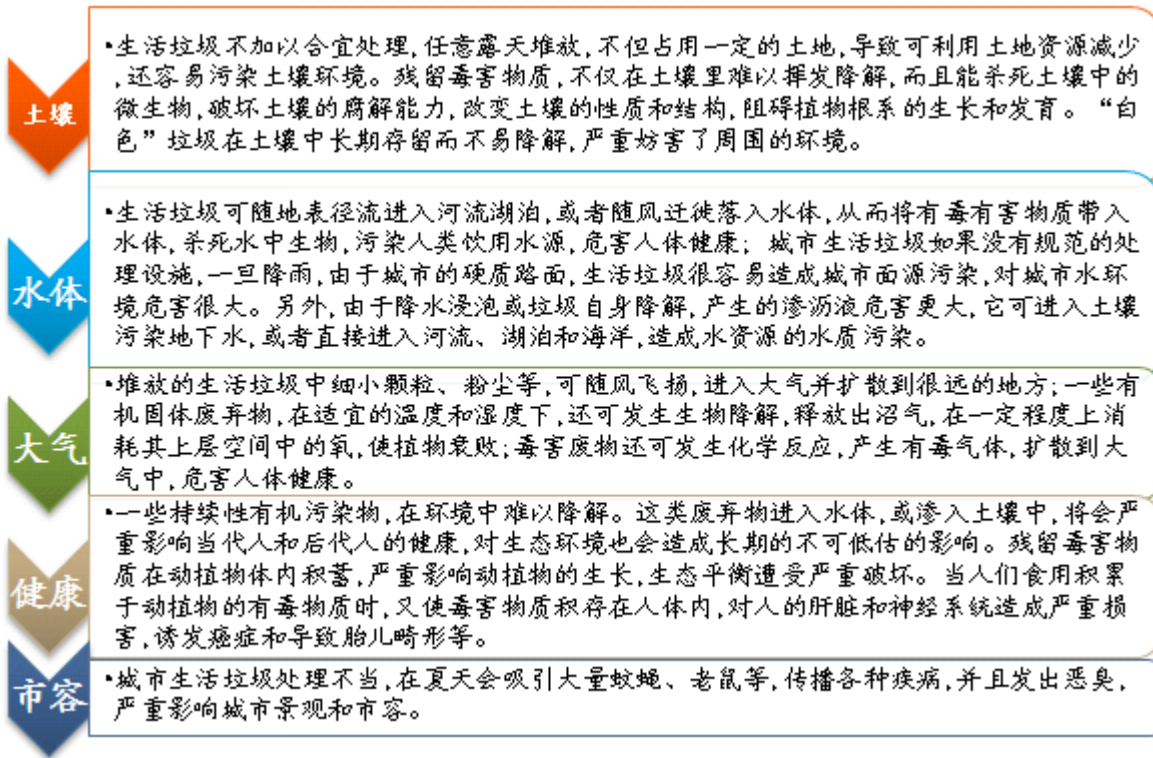 土壤
•生活垃圾不加以合宜处理,任意露天堆放,不但占用一定的土地,导致可利用土地资源减少
,还容易污染土壤环境。残留毒害物质,不仅在土壤里难以挥发降解,而且能杀死土壤中的
微生物,破坏土壤的腐解能力,改变土壤的性质和结构,阻碍植物根系的生长和发育。“白
色”垃圾在土壤中长期存留而不易降解,严重妨害了周围的环境。
水体
•生活垃圾可随地表径流进入河流湖泊,或者随风迁徙落入水体,从而将有毒有害物质带入
水体,杀死水中生物,污染人类饮用水源,危害人体健康; 城市生活垃圾如果没有规范的处
理设施,一旦降雨,由于城市的硬质路面,生活垃圾很容易造成城市面源污染,对城市水环
境危害很大。另外,由于降水浸泡或垃圾自身降解,产生的渗沥液危害更大,它可进入土壤
污染地下水,或者直接进入河流、湖泊和海洋,造成水资源的水质污染。
大气
•堆放的生活垃圾中细小颗粒、粉尘等,可随风飞扬,进入大气并扩散到很远的地方;一些有
机固体废弃物,在适宜的温度和湿度下,还可发生生物降解,释放出沼气,在一定程度上消
耗其上层空间中的氧,使植物衰败;毒害废物还可发生化学反应,产生有毒气体,扩散到大
气中,危害人体健康。
健康
•一些持续性有机污染物,在环境中难以降解。这类废弃物进入水体,或渗入土壤中,将会严
重影响当代人和后代人的健康,对生态环境也会造成长期的不可低估的影响。残留毒害物
质在动植物体内积蓄,严重影响动植物的生长,生态平衡遭受严重破坏。当人们食用积累
于动植物的有毒物质时,又使毒害物质积存在人体内,对人的肝脏和神经系统造成严重损
害,诱发癌症和导致胎儿畸形等。
市容
•城市生活垃圾处理不当,在夏天会吸引大量蚊蝇、老鼠等,传播各种疾病,并且发出恶臭,
严重影响城市景观和市容。